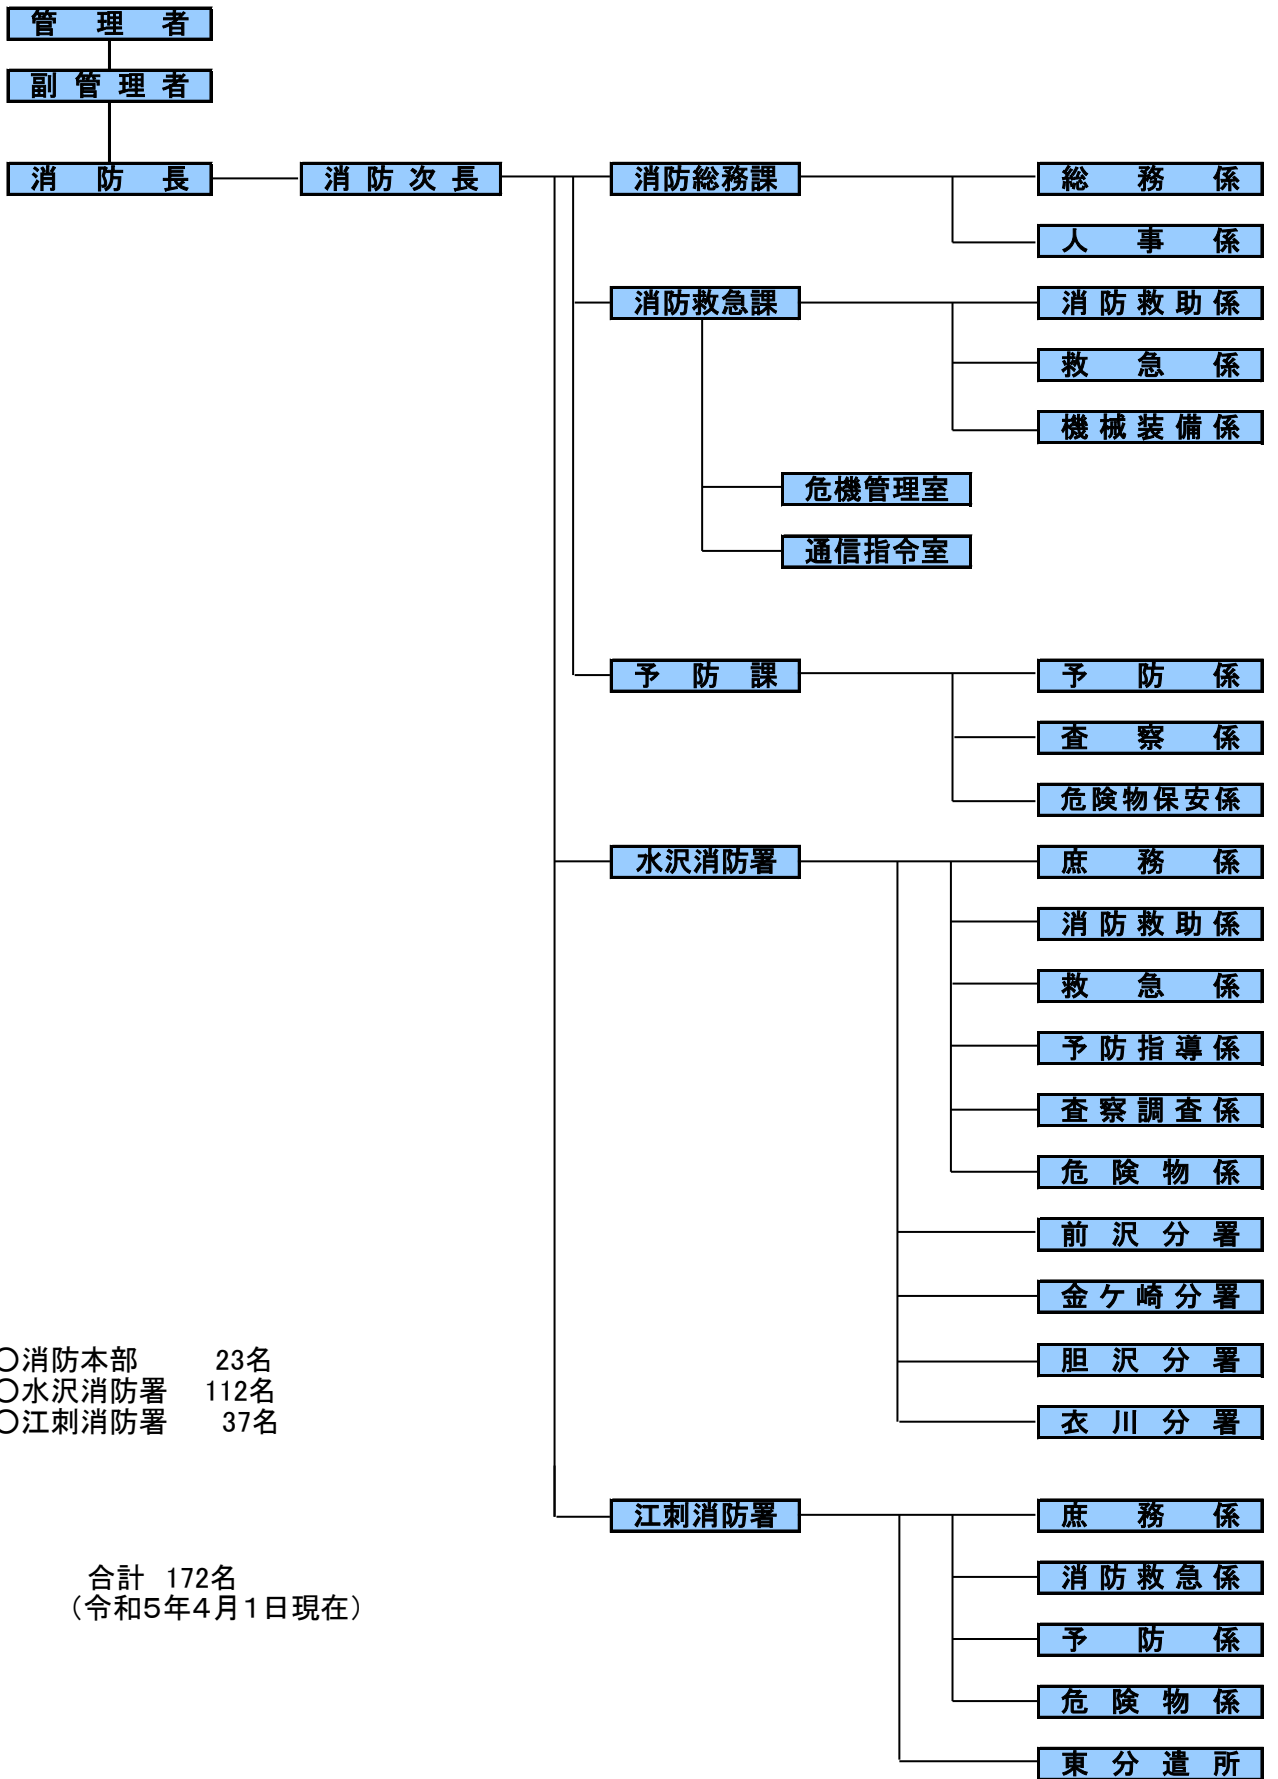 管理者
副管理者
消防長
消防次長
消防総務課
総務係
人事係
消防救急課
消防救助係
救急係
機械装備係
危機管理室
通信指令室
予防課
予防係
査察係
危険物保安係
水沢消防署
庶務係
消防救助係
救急係
予防指導係
査察調査係
危険物係
前沢分署
金ケ崎分署
胆沢分署
衣川分署
○消防本部 23名
○水沢消防署 112名
○江刺消防署 37名
江刺消防署
庶務係
消防救急係
予防係
危険物係
東分遣所
合計 172名
（令和5年4月1日現在）